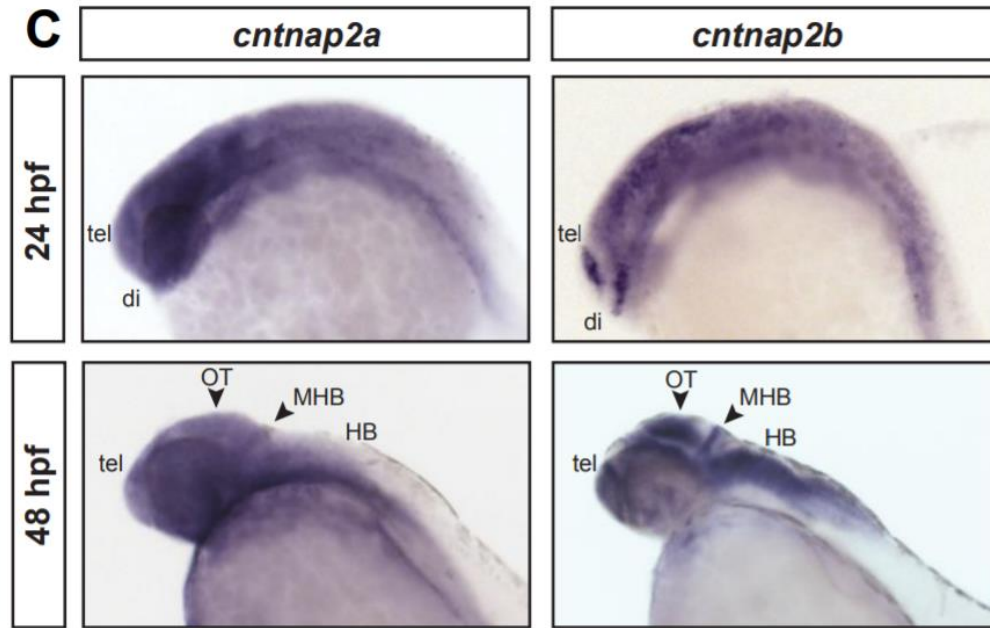 C
cntnap2a
cntnap2b
24 hpf
tel
di
tel
di
48 hpf
OT
MHB
HB
tel
OT
MHB
HB
tel